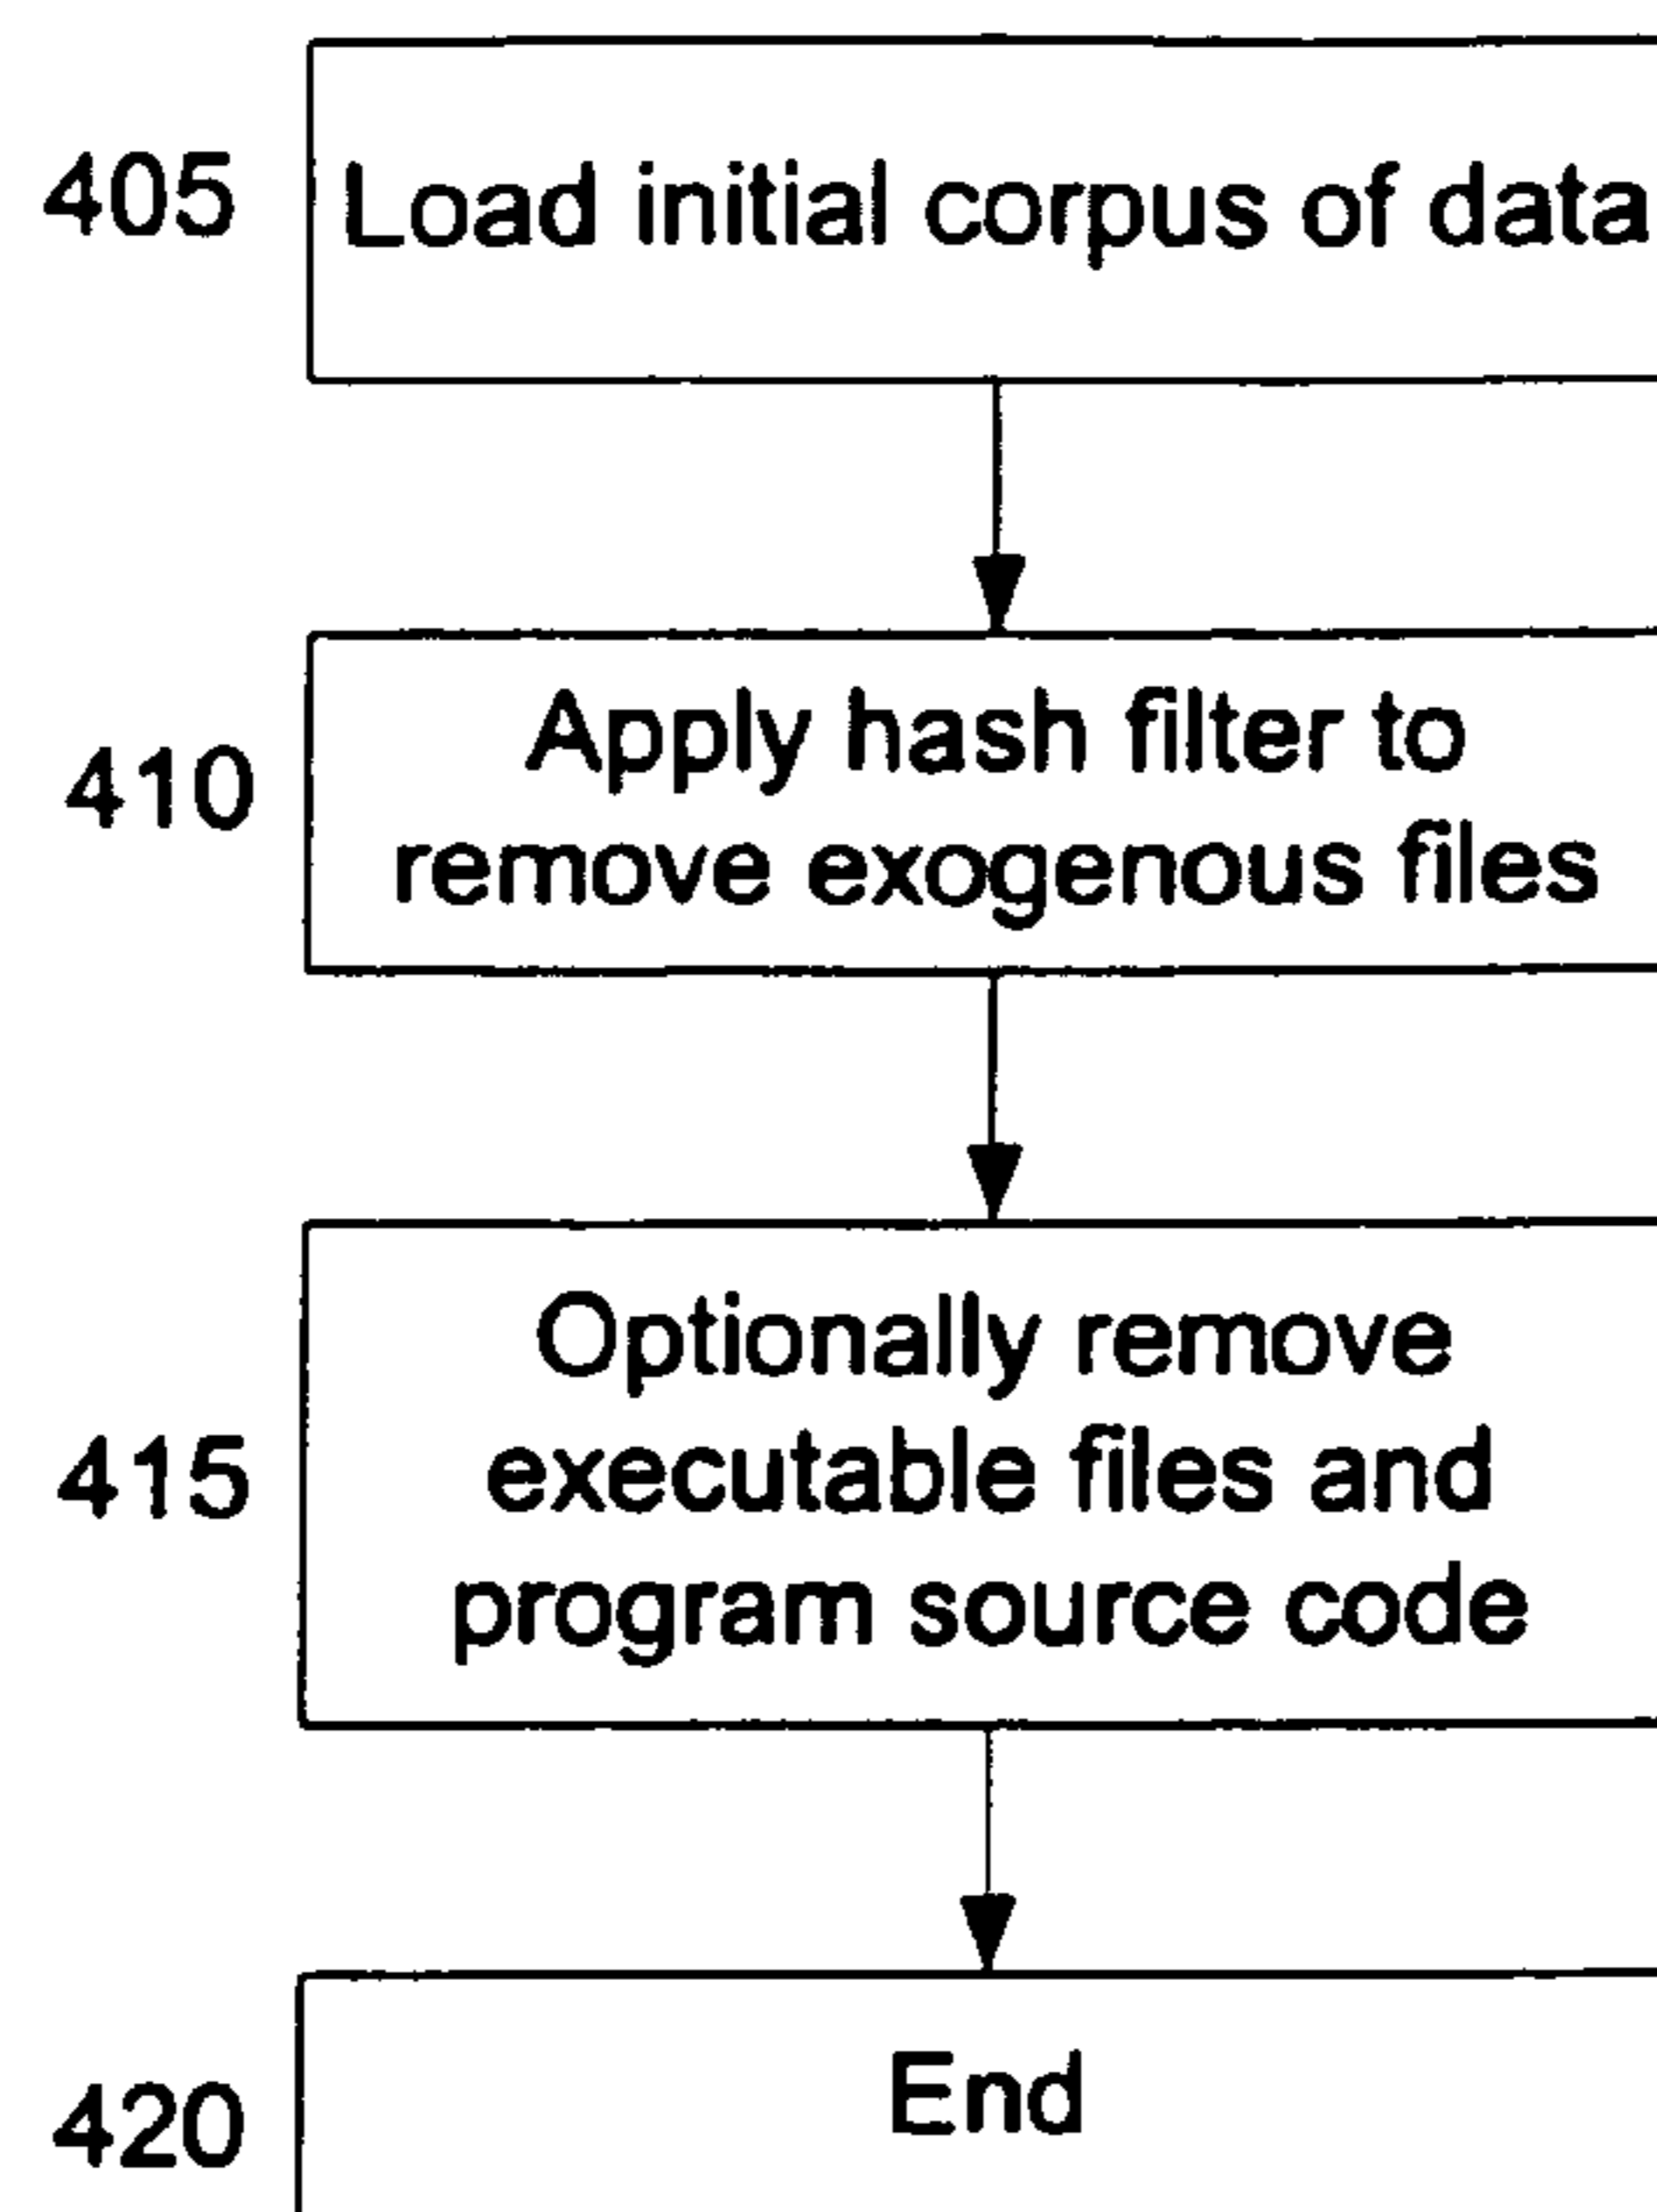 405
Load initial corpus of data
410
Apply hash filter to
remove exogenous files
415
Optionally remove
executable files and
program source code
420
End